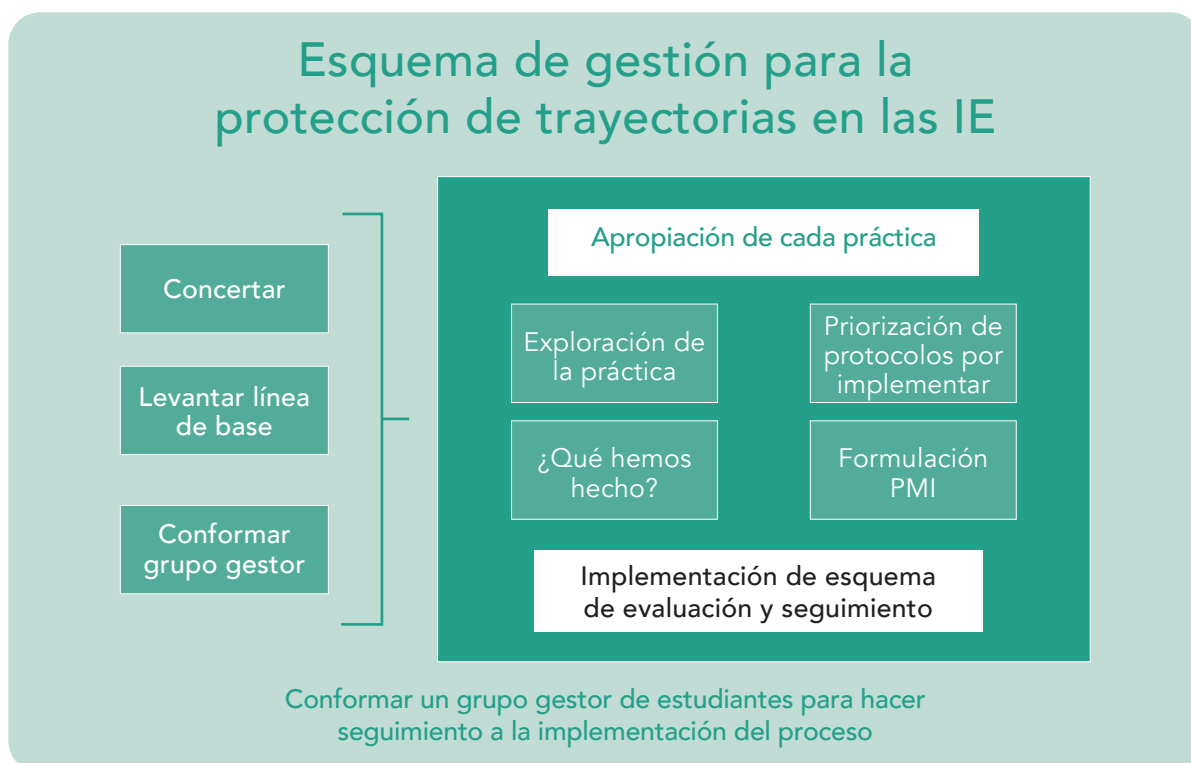 Esquema de gestión para la
protección de trayectorias en las IE
Concertar
Levantar línea
de base
Conformar
grupo gestor
Apropiación de cada práctica
Exploración de
la práctica
Priorización de
protocolos por
implementar
¿Qué hemos
hecho?
Formulación
PMI
Implementación de esquema
de evaluación y seguimiento
Conformar un grupo gestor de estudiantes para hacer
seguimiento a la implementación del proceso